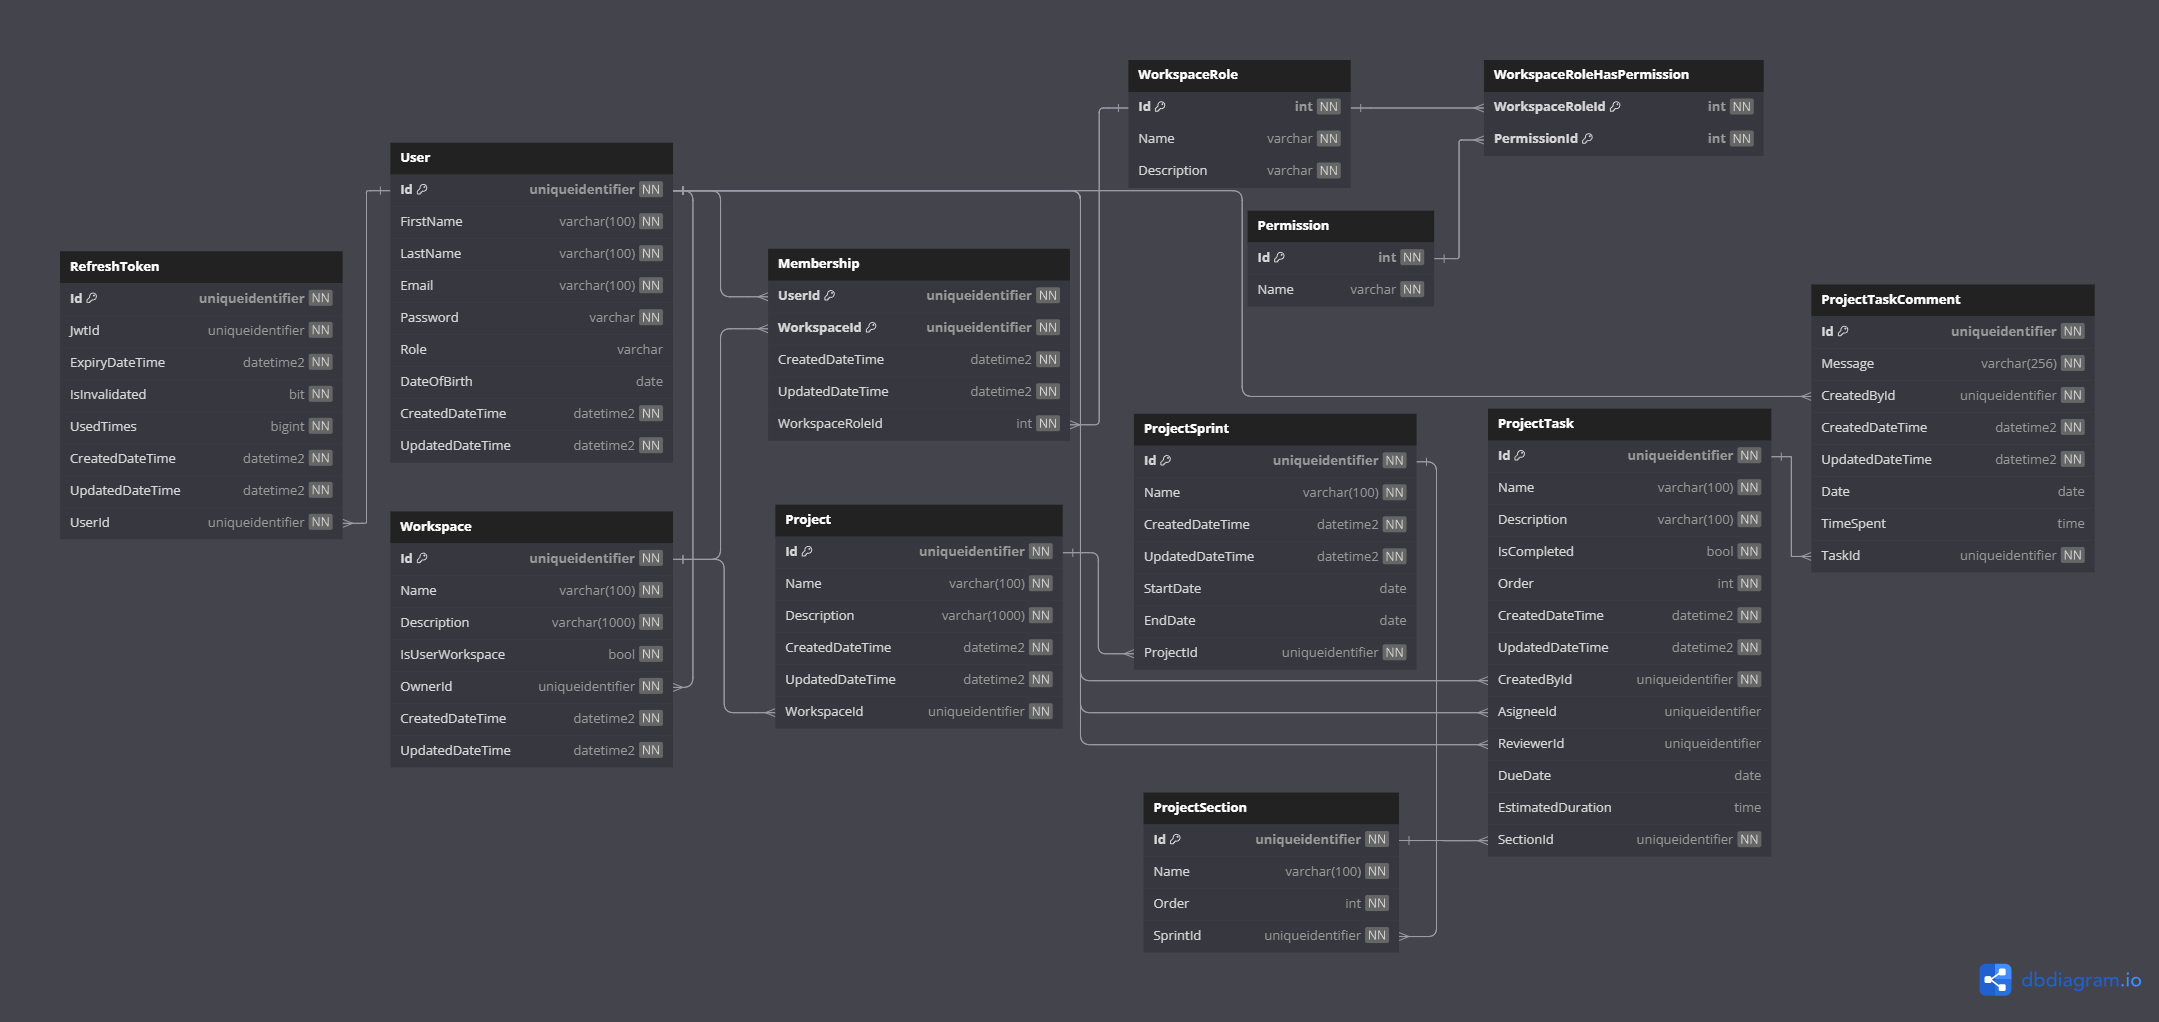 WorkspaceRole
Id int NN
Name varchar NN
Description varchar NN
WorkspaceRoleHasPermission
WorkspaceRoleId int NN
PermissionId int NN
User
Id uniqueidentifier NN
FirstName varchar(100) NN
LastName varchar(100) NN
Email varchar(100) NN
Password varchar NN
Role varchar
DateOfBirth date
CreatedDateTime datetime2 NN
UpdatedDateTime datetime2 NN
Permission
Id int NN
Name varchar NN
RefreshToken
Id uniqueidentifier NN
JwtId uniqueidentifier NN
ExpiryDateTime datetime2 NN
IsInvalidated bit NN
UsedTimes bigint NN
CreatedDateTime datetime2 NN
UpdatedDateTime datetime2 NN
UserId uniqueidentifier NN
Membership
UserId uniqueidentifier NN
WorkspaceId uniqueidentifier NN
CreatedDateTime datetime2 NN
UpdatedDateTime datetime2 NN
WorkspaceRoleId int NN
ProjectTaskComment
Id uniqueidentifier NN
Message varchar(256) NN
CreatedById uniqueidentifier NN
CreatedDateTime datetime2 NN
UpdatedDateTime datetime2 NN
Date date
TimeSpent time
TaskId uniqueidentifier NN
ProjectSprint
Id uniqueidentifier NN
Name varchar(100) NN
CreatedDateTime datetime2 NN
UpdatedDateTime datetime2 NN
StartDate date
EndDate date
ProjectId uniqueidentifier NN
ProjectTask
Id uniqueidentifier NN
Name varchar(100) NN
Description varchar(100) NN
IsCompleted bool NN
Order int NN
CreatedDateTime datetime2 NN
UpdatedDateTime datetime2 NN
CreatedById uniqueidentifier NN
AsigneeId uniqueidentifier
ReviewerId uniqueidentifier
DueDate date
EstimatedDuration time
SectionId uniqueidentifier NN
Workspace
Id uniqueidentifier NN
Name varchar(100) NN
Description varchar(1000) NN
IsUserWorkspace bool NN
OwnerId uniqueidentifier NN
CreatedDateTime datetime2 NN
UpdatedDateTime datetime2 NN
Project
Id uniqueidentifier NN
Name varchar(100) NN
Description varchar(1000) NN
CreatedDateTime datetime2 NN
UpdatedDateTime datetime2 NN
WorkspaceId uniqueidentifier NN
ProjectSection
Id uniqueidentifier NN
Name varchar(100) NN
Order int NN
SprintId uniqueidentifier NN
dbdiagram.io